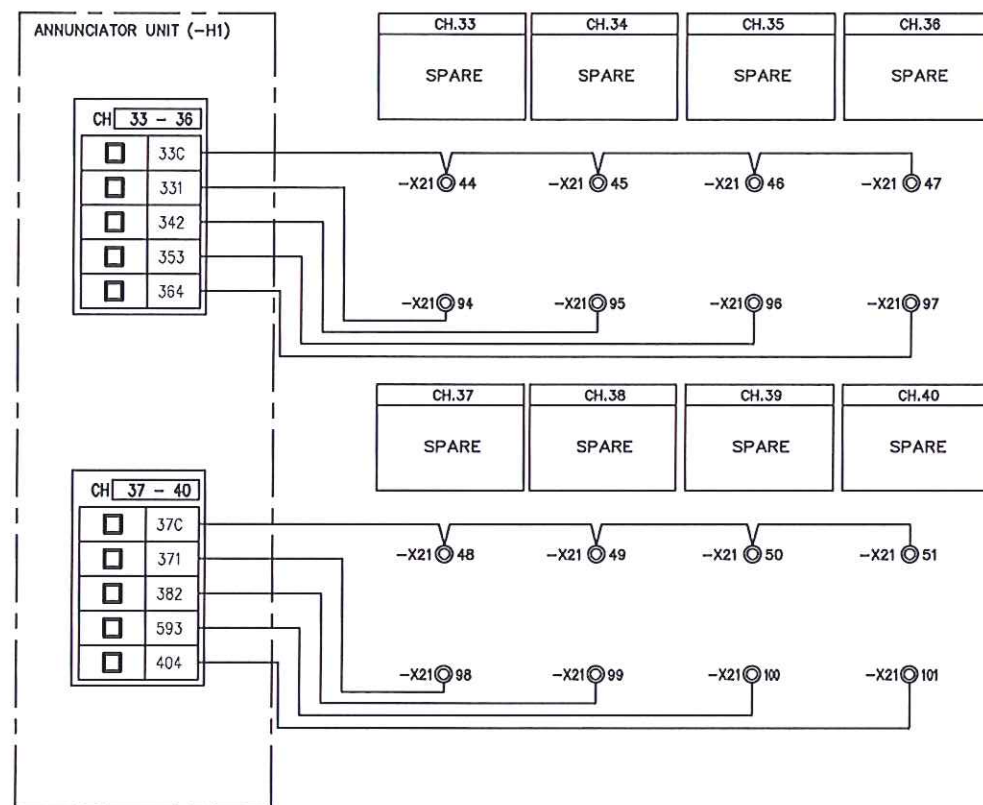 ANNUNCIATOR UNIT (-H1)
CH.33 CH.34 CH.35 CH.36
SPARE SPARE SPARE SPARE
CH 33 - 36
33C
-X21 44 -X21 45 -X21 46 -X21 47
331
342
353
364
-X21 94 -X21 95 -X21 96 -X21 97
CH.37 CH.38 CH.39 CH.40
SPARE SPARE SPARE SPARE
CH 37 - 40
37C
-X21 48 -X21 49 -X21 50 -X21 51
371
382
593
404
-X21 98 -X21 99 -X21 100 -X21 101